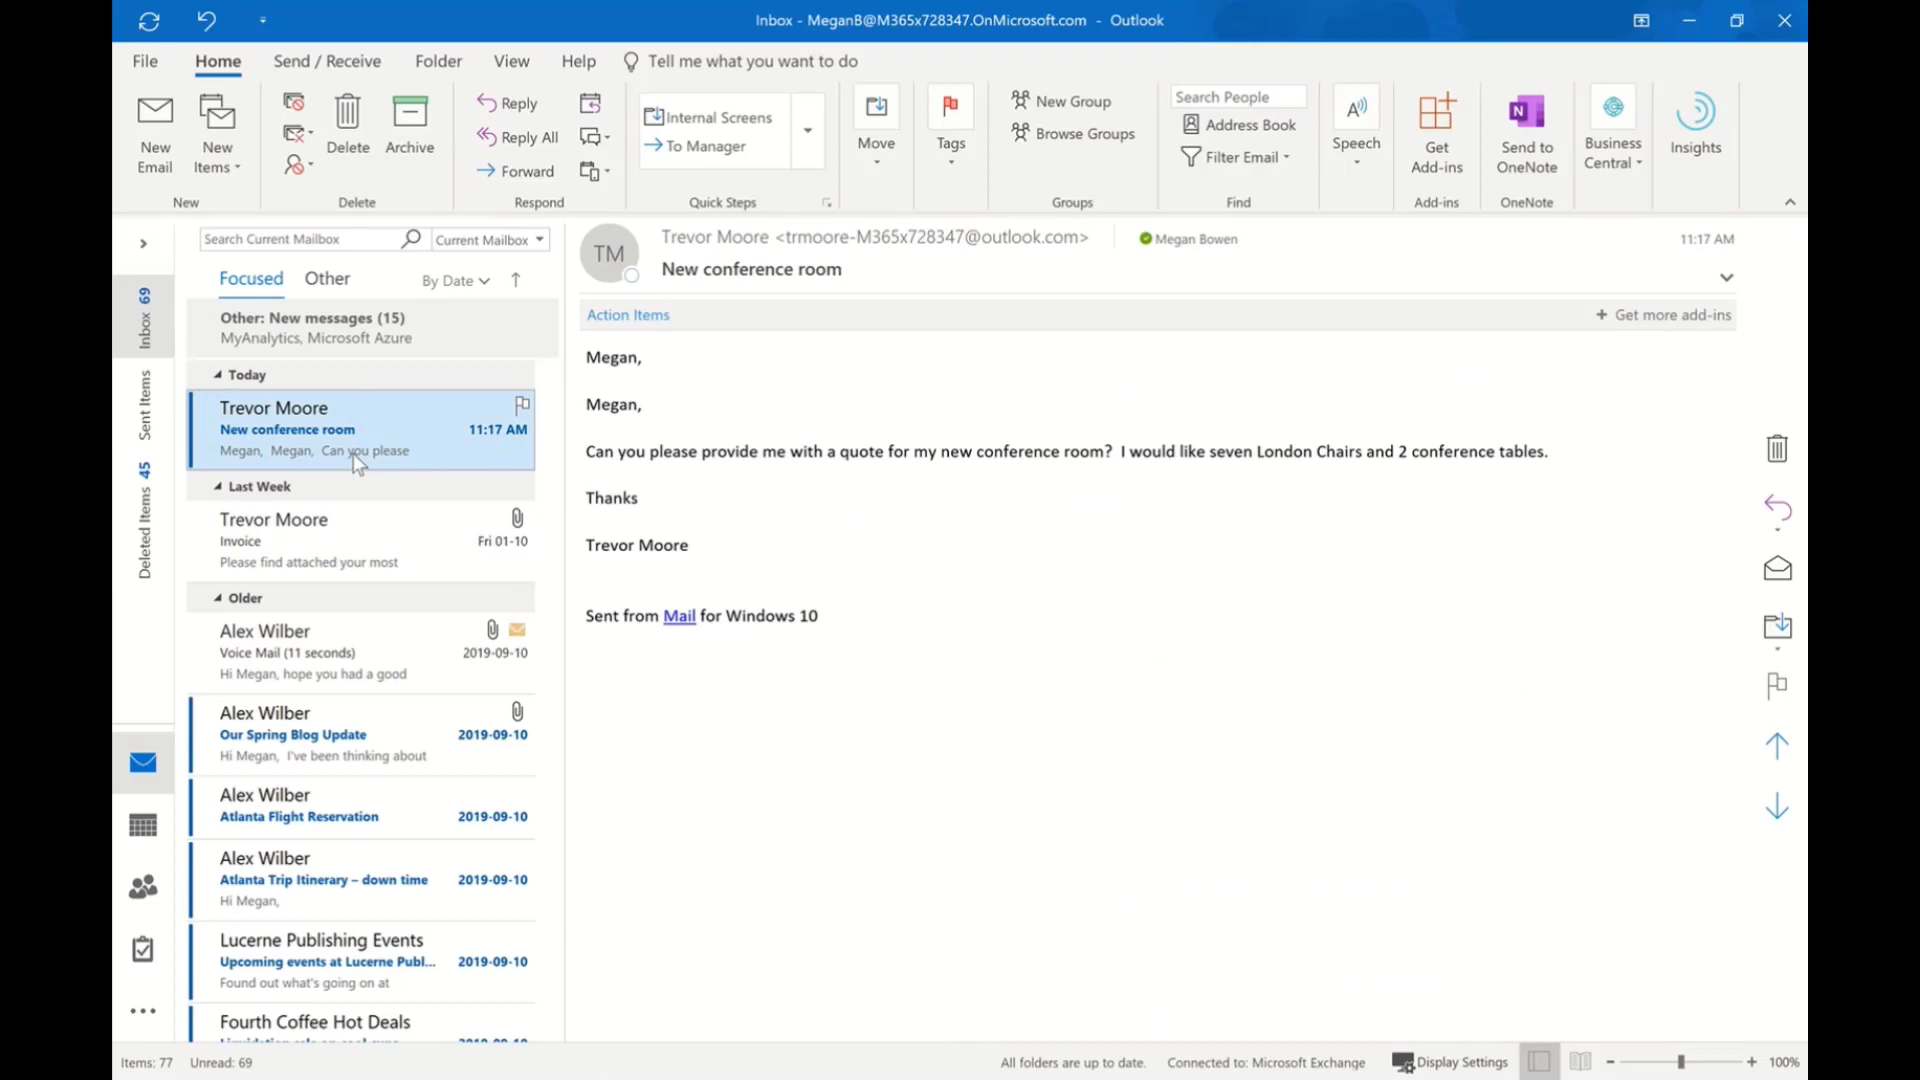 Inbox - MeganB@M365x728347.OnMicrosoft.com - Outlook
File Home Send / Receive Folder View Help Tell me what you want to do
New Email
New Items
New
Delete
Archive
Delete
Reply
Reply All
Forward
Respond
Internal Screens
To Manager
Quick Steps
Move
Tags
New Group
Browse Groups
Groups
Search People
Address Book
Filter Email
Find
A
Speech
Get Add-ins
Add-ins
N
Send to OneNote
OneNote
Business Central
Insights
Inbox 69
Sent Items
Deleted Items 45
Search Current Mailbox Current Mailbox
Focused Other By Date
Other: New messages (15)
MyAnalytics, Microsoft Azure
Today
Trevor Moore
New conference room 11:17 AM
Megan, Megan, Can you please
Last Week
Trevor Moore
Invoice Fri 01-10
Please find attached your most
Older
Alex Wilber
Voice Mail (11 seconds) 2019-09-10
Hi Megan, hope you had a good
Alex Wilber
Our Spring Blog Update 2019-09-10
Hi Megan, I've been thinking about
Alex Wilber
Atlanta Flight Reservation 2019-09-10
Alex Wilber
Atlanta Trip Itinerary – down time 2019-09-10
Hi Megan,
Lucerne Publishing Events
Upcoming events at Lucerne Publ... 2019-09-10
Found out what's going on at
Fourth Coffee Hot Deals
TM
Trevor Moore <trmoore-M365x728347@outlook.com> Megan Bowen 11:17 AM
New conference room
Action Items + Get more add-ins
Megan,
Megan,
Can you please provide me with a quote for my new conference room? I would like seven London Chairs and 2 conference tables.
Thanks
Trevor Moore
Sent from Mail for Windows 10
Items: 77 Unread: 69 All folders are up to date. Connected to: Microsoft Exchange Display Settings - + 100%